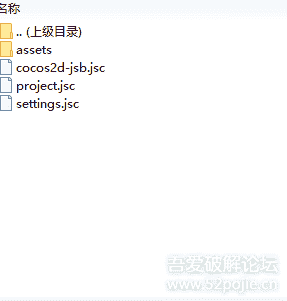 名称
.. (上级目录)
assets
cocos2d-jsb.jsc
project.jsc
settings.jsc
吾爱破解论坛
www.52pojie.cn